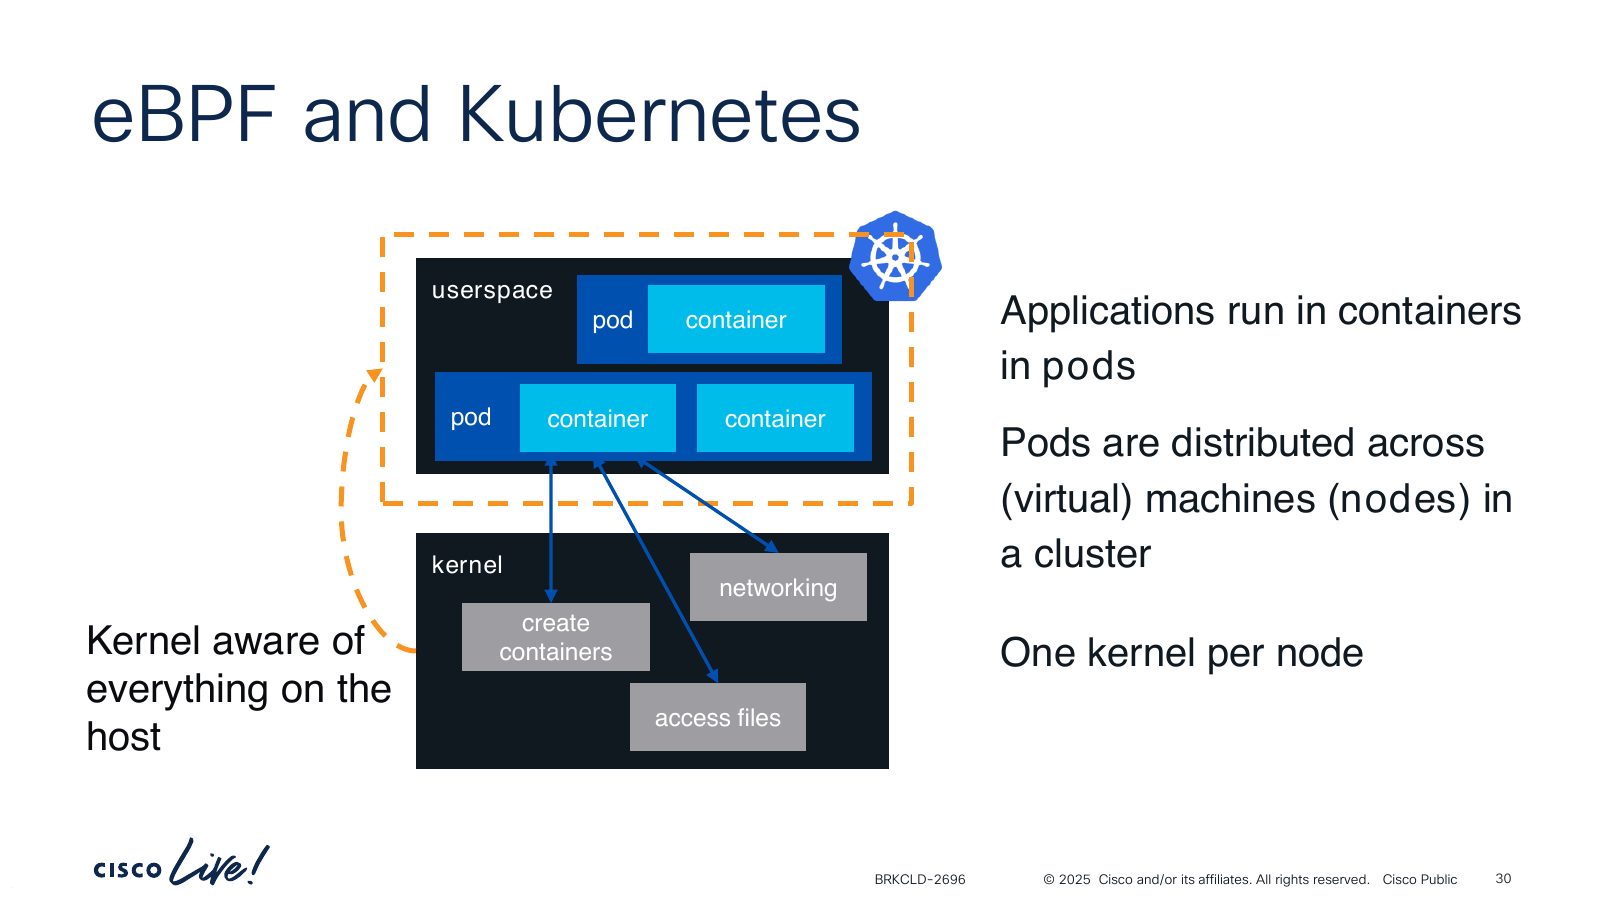 eBPF and Kubernetes
userspace
pod
container
pod
container
container
kernel
networking
create
containers
access files
Kernel aware of
everything on the
host
Applications run in containers
in pods
Pods are distributed across
(virtual) machines (nodes) in
a cluster
One kernel per node
CISCO Live!
BRKCLD-2696
© 2025 Cisco and/or its affiliates. All rights reserved. Cisco Public
30